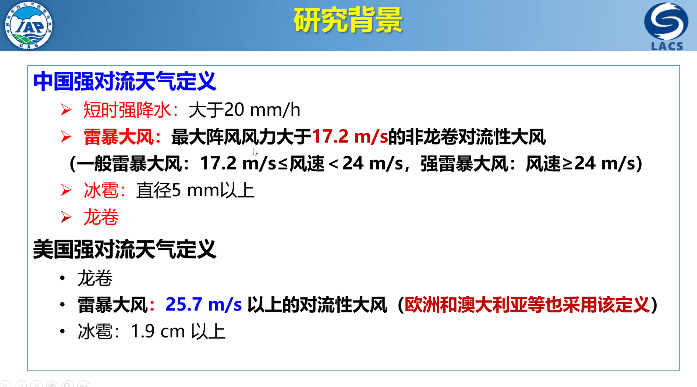 IAP
研究背景
LACS
中国强对流天气定义
短时强降水：大于20 mm/h
雷暴大风：最大阵风风力大于17.2 m/s的非龙卷对流性大风
（一般雷暴大风：17.2 m/s≤风速＜24 m/s，强雷暴大风：风速≥24 m/s）
冰雹：直径5 mm以上
龙卷
美国强对流天气定义
• 龙卷
• 雷暴大风：25.7 m/s 以上的对流性大风（欧洲和澳大利亚等也采用该定义）
• 冰雹：1.9 cm 以上